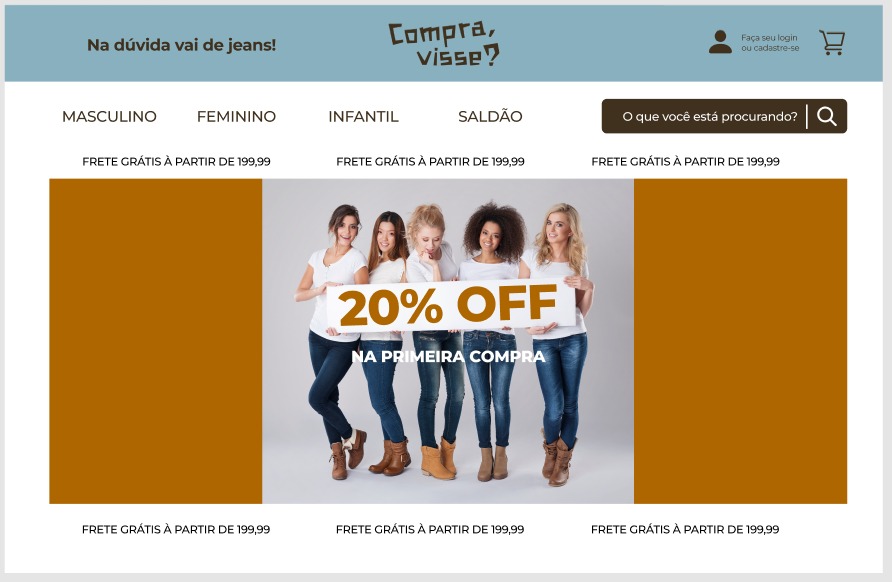 Na dúvida vai de jeans!
Compra,
visse?
Faça seu login
ou cadastre-se
MASCULINO
FEMININO
INFANTIL
SALDÃO
O que você está procurando?
FRETE GRÁTIS À PARTIR DE 199,99
FRETE GRÁTIS À PARTIR DE 199,99
FRETE GRÁTIS À PARTIR DE 199,99
20% OFF
NA PRIMEIRA COMPRA
FRETE GRÁTIS À PARTIR DE 199,99
FRETE GRÁTIS À PARTIR DE 199,99
FRETE GRÁTIS À PARTIR DE 199,99